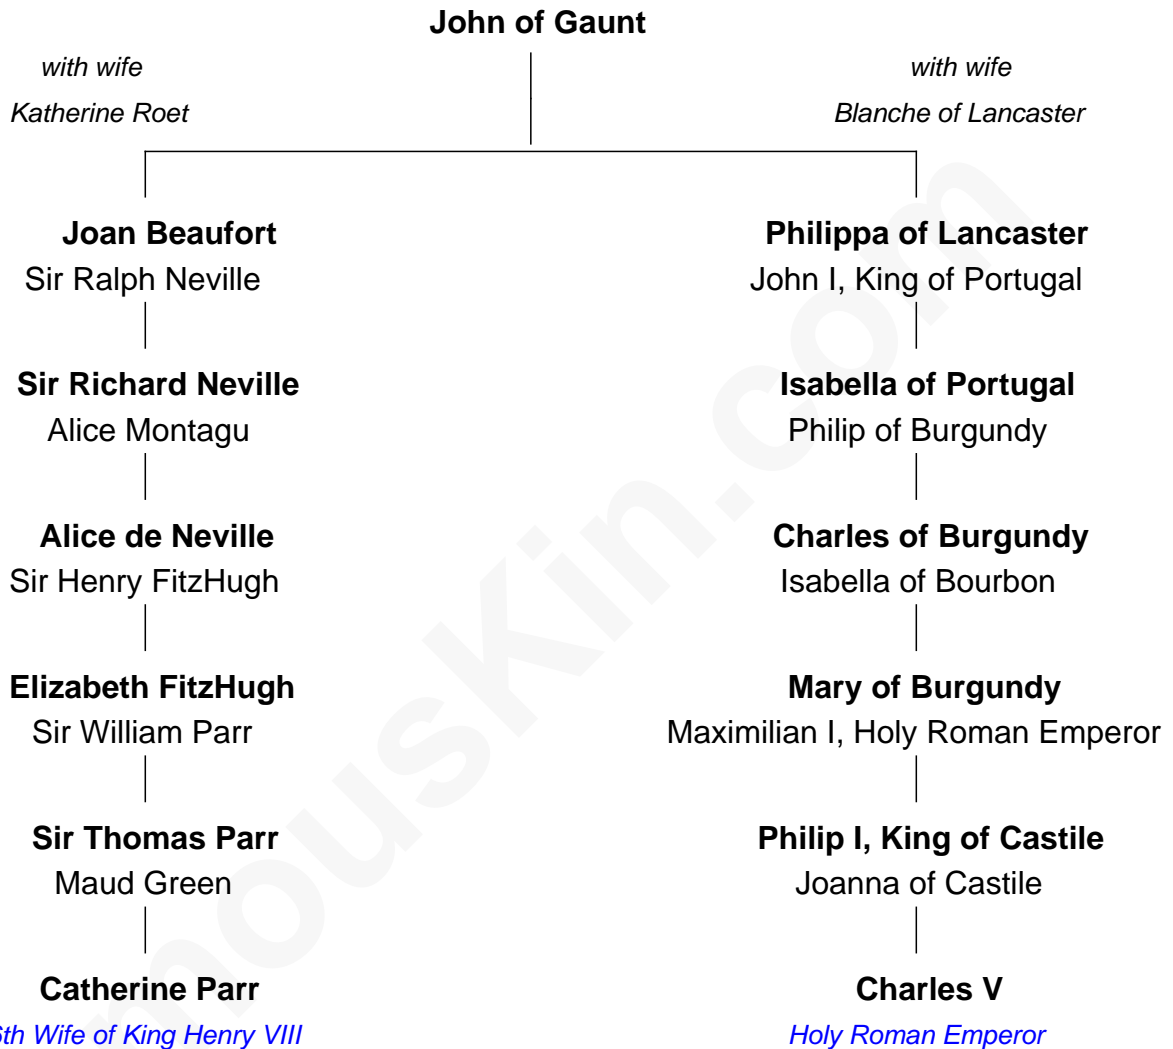 John of Gaunt
with wife
Katherine Roet
with wife
Blanche of Lancaster
Joan Beaufort
Sir Ralph Neville
Philippa of Lancaster
John I, King of Portugal
Sir Richard Neville
Alice Montagu
Isabella of Portugal
Philip of Burgundy
Alice de Neville
Sir Henry FitzHugh
Charles of Burgundy
Isabella of Bourbon
Elizabeth FitzHugh
Sir William Parr
Mary of Burgundy
Maximilian I, Holy Roman Emperor
Sir Thomas Parr
Maud Green
Philip I, King of Castile
Joanna of Castile
Catherine Parr
6th Wife of King Henry VIII
Charles V
Holy Roman Emperor
mousKin.com